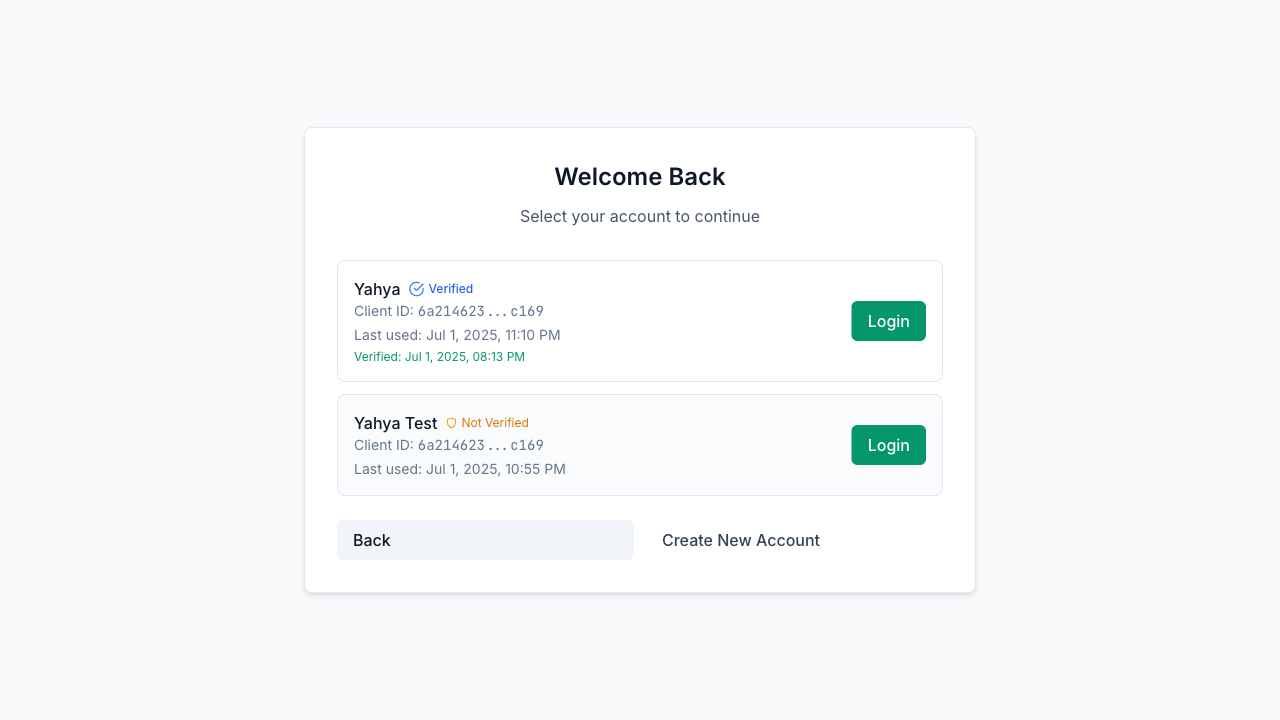 Welcome Back
Select your account to continue
Yahya Verified
Client ID: 6a214623...c169
Last used: Jul 1, 2025, 11:10 PM
Verified: Jul 1, 2025, 08:13 PM
Login
Yahya Test Not Verified
Client ID: 6a214623...c169
Last used: Jul 1, 2025, 10:55 PM
Login
Back
Create New Account